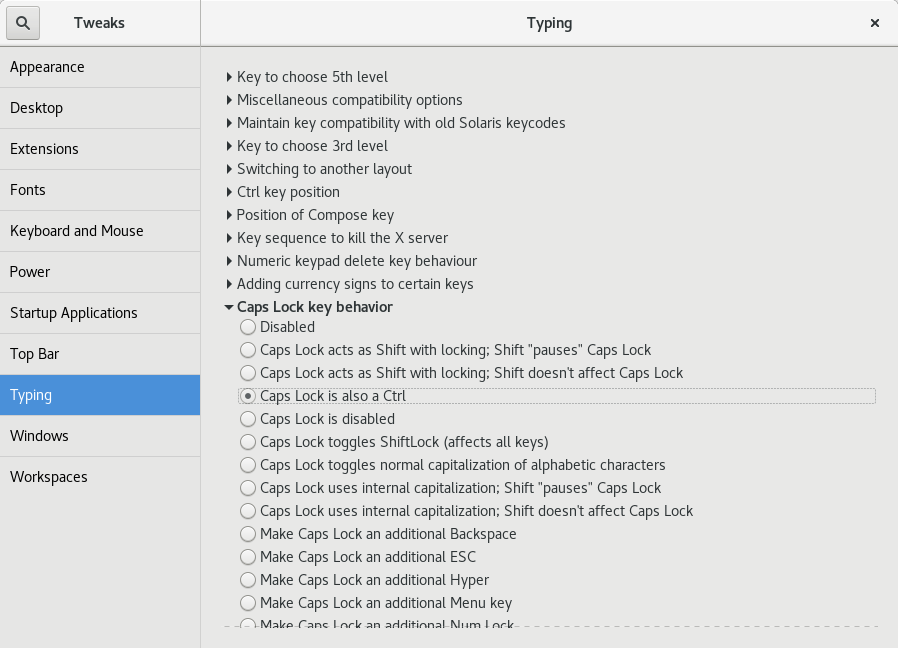 Tweaks
Typing
Appearance
Desktop
Extensions
Fonts
Keyboard and Mouse
Power
Startup Applications
Top Bar
Typing
Windows
Workspaces
Key to choose 5th level
Miscellaneous compatibility options
Maintain key compatibility with old Solaris keycodes
Key to choose 3rd level
Switching to another layout
Ctrl key position
Position of Compose key
Key sequence to kill the X server
Numeric keypad delete key behaviour
Adding currency signs to certain keys
Caps Lock key behavior
Disabled
Caps Lock acts as Shift with locking; Shift "pauses" Caps Lock
Caps Lock acts as Shift with locking; Shift doesn't affect Caps Lock
Caps Lock is also a Ctrl
Caps Lock is disabled
Caps Lock toggles ShiftLock (affects all keys)
Caps Lock toggles normal capitalization of alphabetic characters
Caps Lock uses internal capitalization; Shift "pauses" Caps Lock
Caps Lock uses internal capitalization; Shift doesn't affect Caps Lock
Make Caps Lock an additional Backspace
Make Caps Lock an additional ESC
Make Caps Lock an additional Hyper
Make Caps Lock an additional Menu key
Make Caps Lock an additional Num Lock